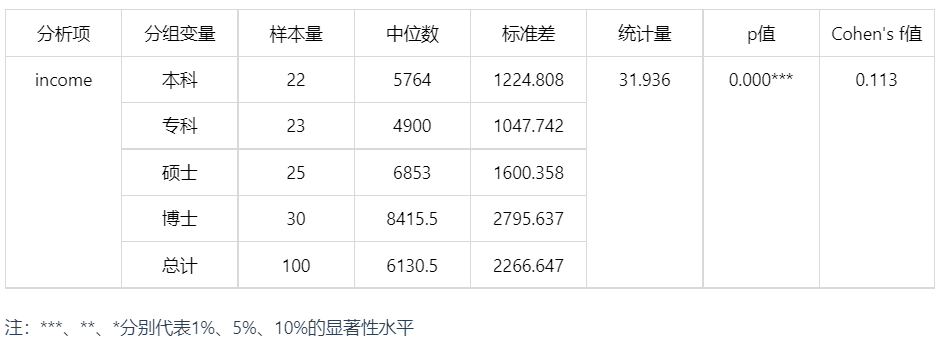 分析项 分组变量 样本量 中位数 标准差 统计量 p值 Cohen's f值
income 本科 22 5764 1224.808 31.936 0.000*** 0.113
专科 23 4900 1047.742
硕士 25 6853 1600.358
博士 30 8415.5 2795.637
总计 100 6130.5 2266.647
注：***、**、*分别代表1%、5%、10%的显著性水平